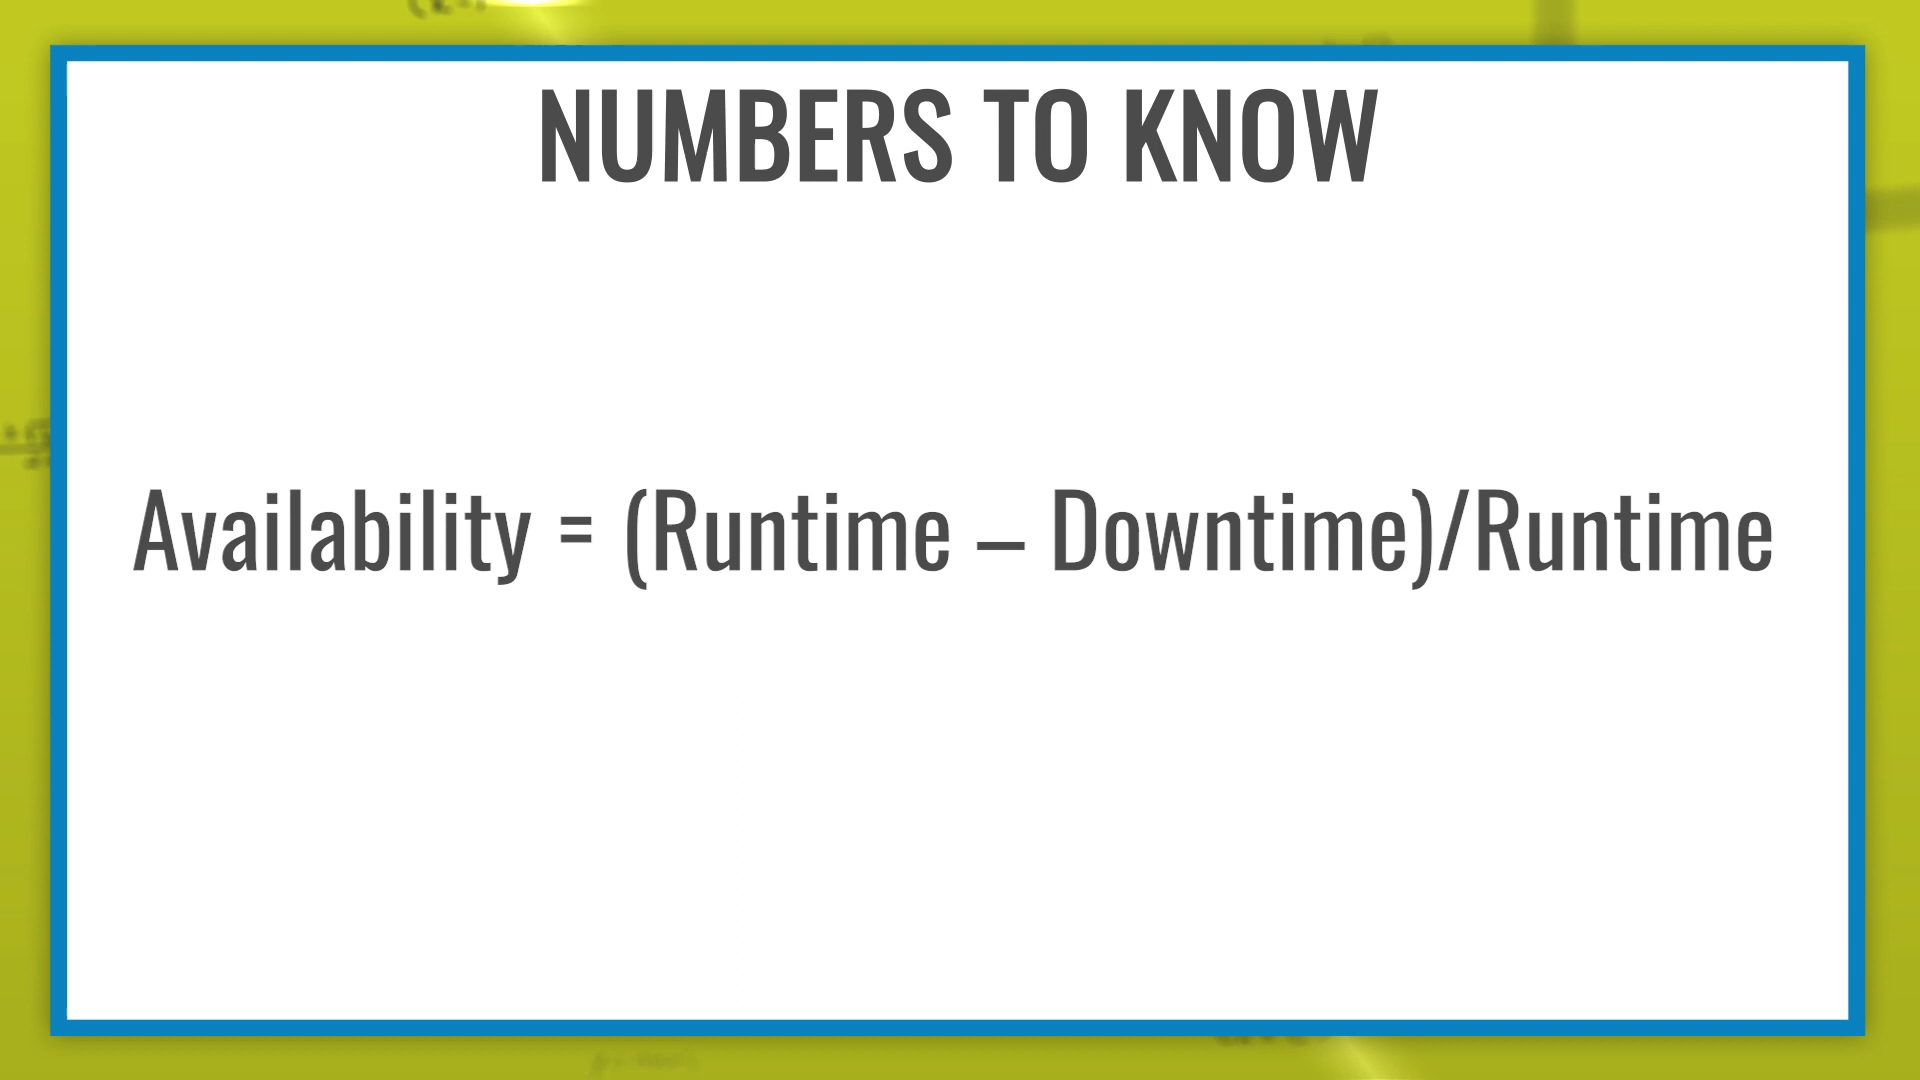 NUMBERS TO KNOW
Availability = (Runtime – Downtime)/Runtime